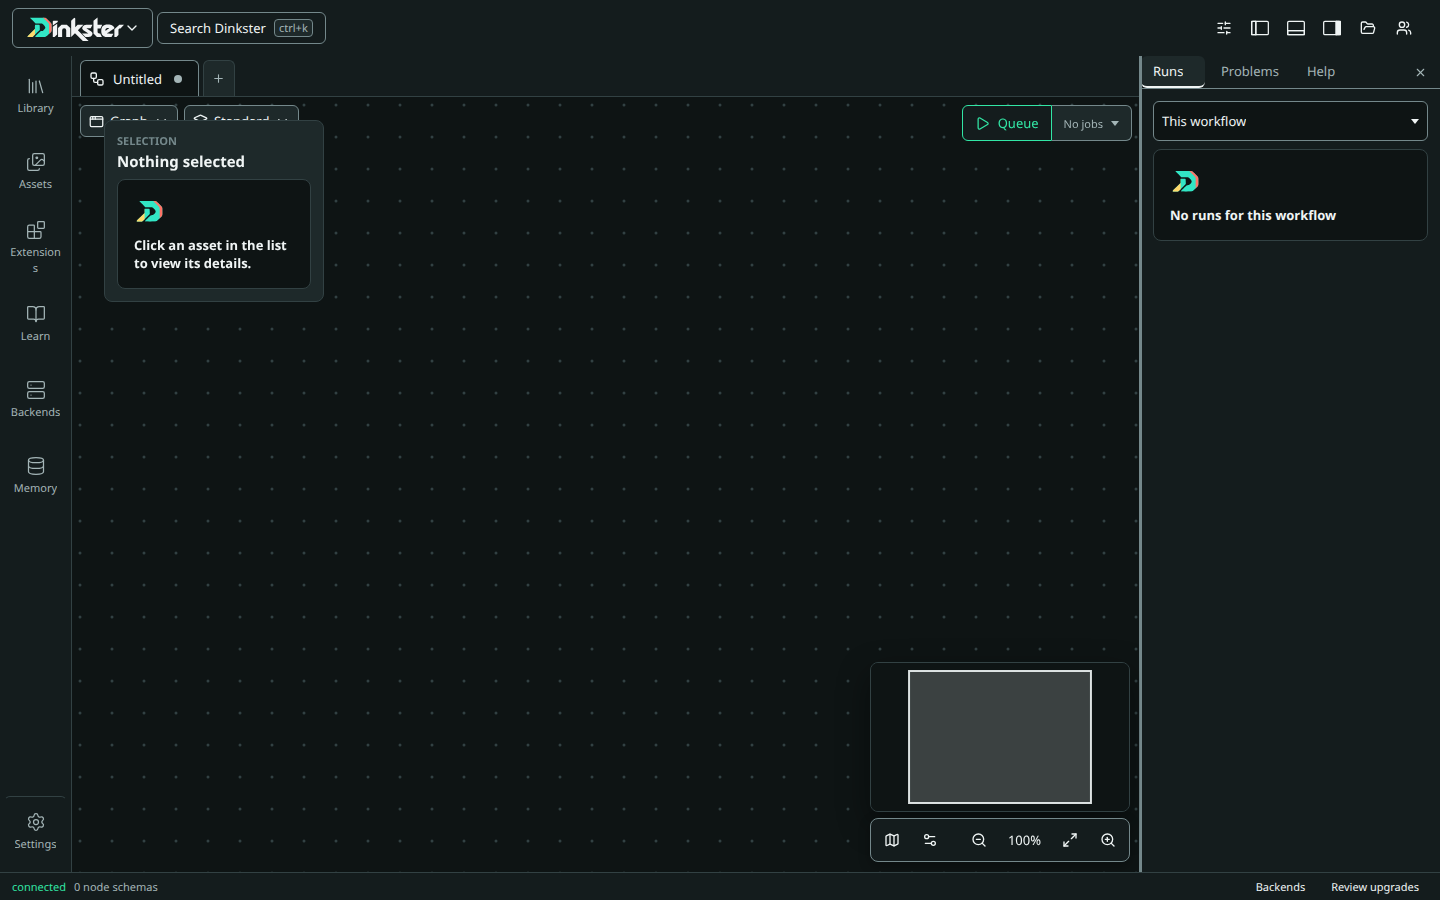 Dinkster
Search Dinkster ctrl+k
Library
Assets
Extension
s
Learn
Backends
Memory
Settings
Untitled
+
SELECTION
Nothing selected
Click an asset in the list
to view its details.
Queue
No jobs
100%
Runs
Problems
Help
This workflow
No runs for this workflow
connected
0 node schemas
Backends
Review upgrades